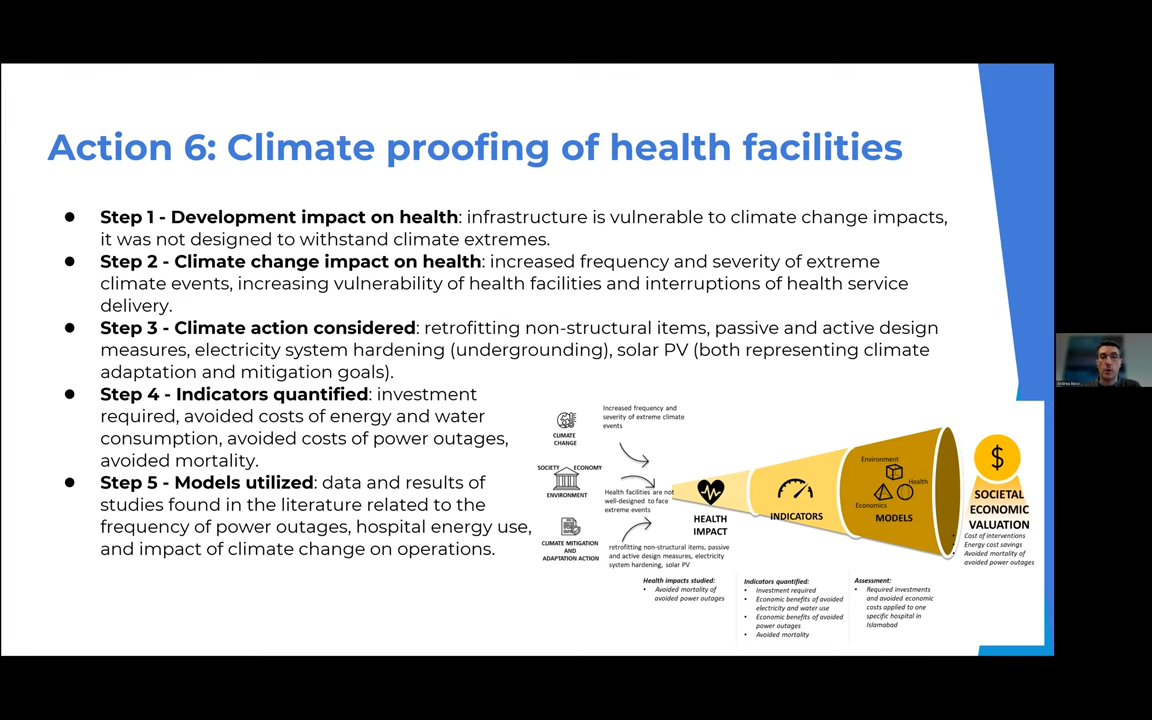 Action 6: Climate proofing of health facilities
● Step 1 - Development impact on health: infrastructure is vulnerable to climate change impacts,
it was not designed to withstand climate extremes.
● Step 2 - Climate change impact on health: increased frequency and severity of extreme
climate events, increasing vulnerability of health facilities and interruptions of health service
delivery.
● Step 3 - Climate action considered: retrofitting non-structural items, passive and active design
measures, electricity system hardening (undergrounding), solar PV (both representing climate
adaptation and mitigation goals).
● Step 4 - Indicators quantified: investment
required, avoided costs of energy and water
consumption, avoided costs of power outages,
avoided mortality.
● Step 5 - Models utilized: data and results of
studies found in the literature related to the
frequency of power outages, hospital energy use,
and impact of climate change on operations.
CLIMATE
CHANGE
Increased frequency and
severity of extreme climate
events
SOCIETY ECONOMY
ENVIRONMENT
Health facilities are not
well-designed to face
extreme events
CLIMATE MITIGATION
AND
ADAPTATION ACTION
retrofitting non-structural items, passive
and active design measures, electricity
system hardening, solar PV
HEALTH
IMPACT
INDICATORS
Environment
Health
Economics
MODELS
$
SOCIETAL
ECONOMIC
VALUATION
• Cost of interventions
• Energy cost savings
• Avoided mortality of
avoided power outages
Health impacts studied:
• Avoided mortality of
avoided power outages
Indicators quantified:
• Investment required
• Economic benefits of avoided
electricity and water use
• Economic benefits of avoided
power outages
• Avoided mortality
Assessment:
• Required investments
and avoided economic
costs applied to one
specific hospital in
Islamabad